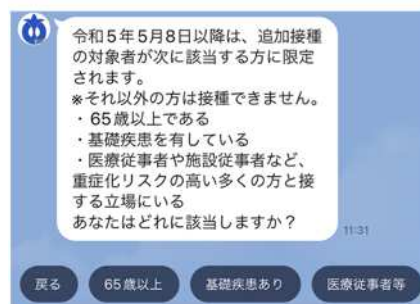 令和5年5月8日以降は、追加接種
の対象者が次に該当する方に限定
されます。
※それ以外の方は接種できません。
・65歳以上である
・基礎疾患を有している
・医療従事者や施設従事者など、
重症化リスクの高い多くの方と接
する立場にいる
あなたはどれに該当しますか？
11:31
戻る
65歳以上
基礎疾患あり
医療従事者等